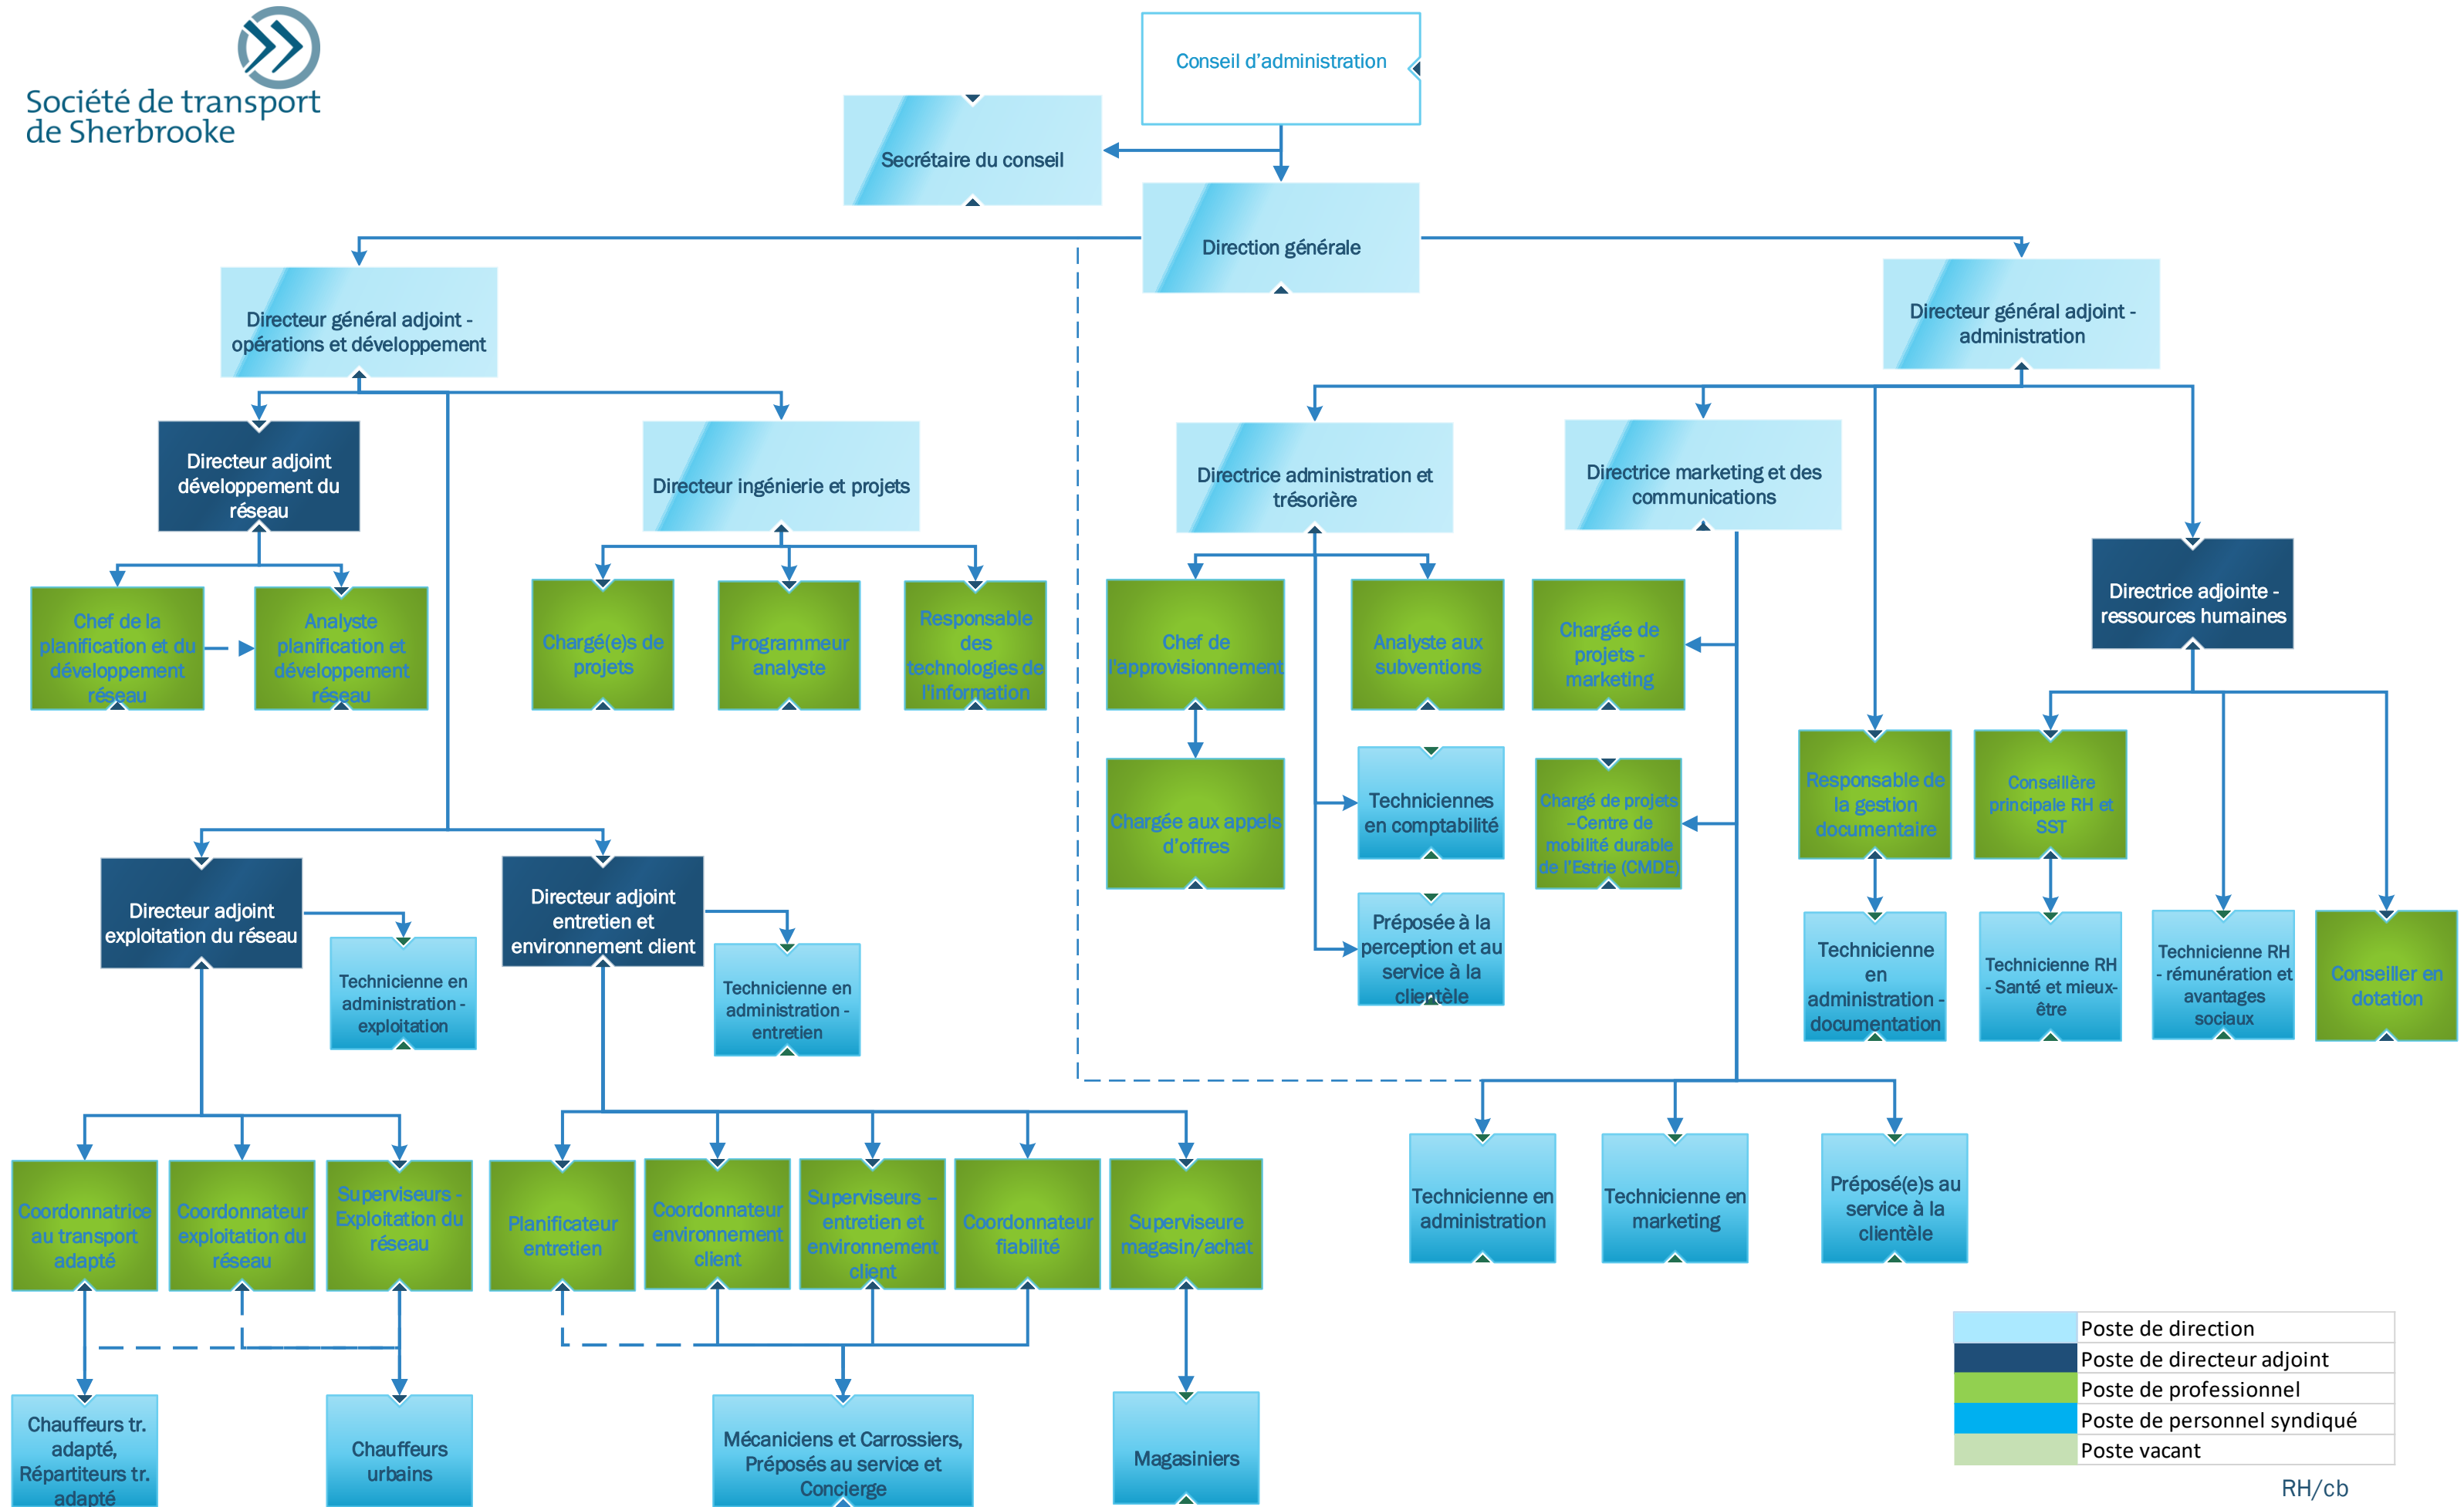 Société de transport
de Sherbrooke
Conseil d'administration
Secrétaire du conseil
Direction générale
Directeur général adjoint -
opérations et développement
Directeur général adjoint -
administration
Directeur adjoint
développement du
réseau
Directeur ingénierie et projets
Directrice administration et
trésorière
Directrice marketing et des
communications
Directrice adjointe -
ressources humaines
Chef de la
planification et du
développement
réseau
Analyste
planification et
développement
réseau
Chargé(e)s de
projets
Programmeur
analyste
Responsable
des
technologies de
l'information
Chef de
l'approvisionnement
Analyste aux
subventions
Chargée de
projets -
marketing
Chargée aux appels
d'offres
Techniciennes
en comptabilité
Chargé de projets
–Centre de
mobilité durable
de l'Estrie (CMDE)
Responsable de
la gestion
documentaire
Conseillère
principale RH et
SST
Directeur adjoint
exploitation du réseau
Directeur adjoint
entretien et
environnement client
Préposée à la
perception et au
service à la
clientèle
Technicienne en
administration -
exploitation
Technicienne en
administration -
entretien
Technicienne
en
administration -
documentation
Technicienne RH
- Santé et mieux-
être
Technicienne RH
- rémunération et
avantages
sociaux
Conseiller en
dotation
Coordonnatrice
au transport
adapté
Coordonnateur
exploitation du
réseau
Superviseurs -
Exploitation du
réseau
Planificateur
entretien
Coordonnateur
environnement
client
Superviseurs –
entretien et
environnement
client
Coordonnateur
fiabilité
Superviseure
magasin/achat
Technicienne en
administration
Technicienne en
marketing
Préposé(e)s au
service à la
clientèle
Chauffeurs tr.
adapté,
Répartiteurs tr.
adapté
Chauffeurs
urbains
Mécaniciens et Carrossiers,
Préposés au service et
Concierge
Magasiniers
Poste de direction
Poste de directeur adjoint
Poste de professionnel
Poste de personnel syndiqué
Poste vacant
RH/cb